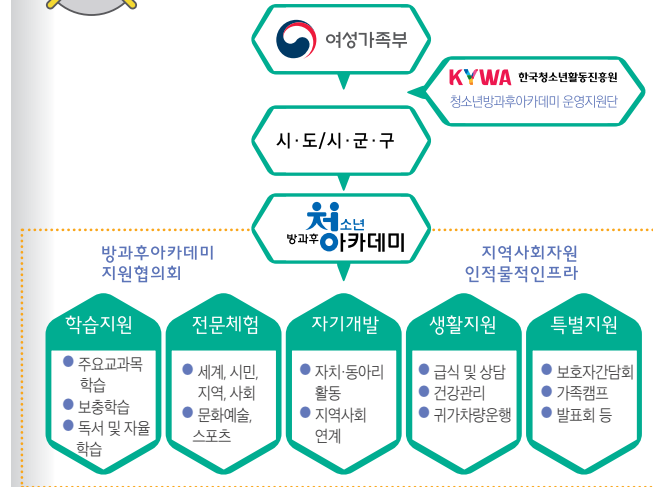 여성가족부
KYWA 한국청소년활동진흥원
청소년방과후아카데미 운영지원단
시·도/시·군·구
청소년
방과후아카데미
방과후아카데미
지원협의회
지역사회자원
인적물적인프라
학습지원
● 주요교과목
학습
● 보충학습
● 독서 및 자율
학습
전문체험
● 세계, 시민,
지역, 사회
● 문화예술,
스포츠
자기개발
● 자치·동아리
활동
● 지역사회
연계
생활지원
● 급식 및 상담
● 건강관리
● 귀가차량운행
특별지원
● 보호자간담회
● 가족캠프
● 발표회 등